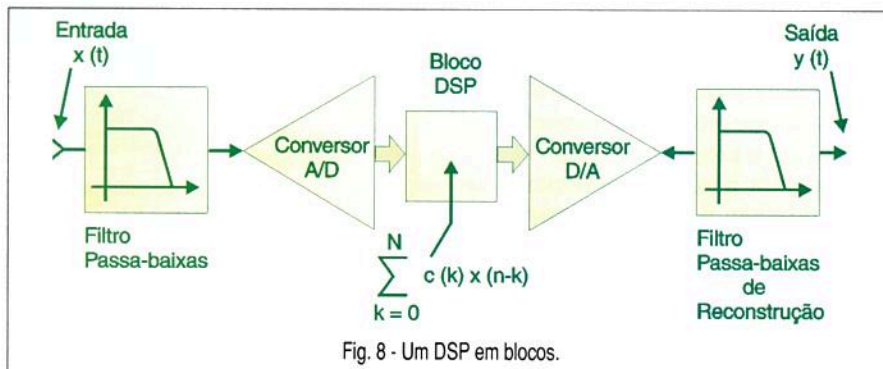 Entrada
x (t)
Filtro
Passa-baixas
Conversor
A/D
Bloco
DSP
N
∑ c (k) x (n-k)
k = 0
Conversor
D/A
Saída
y (t)
Filtro
Passa-baixas
de
Reconstrução
Fig. 8 - Um DSP em blocos.